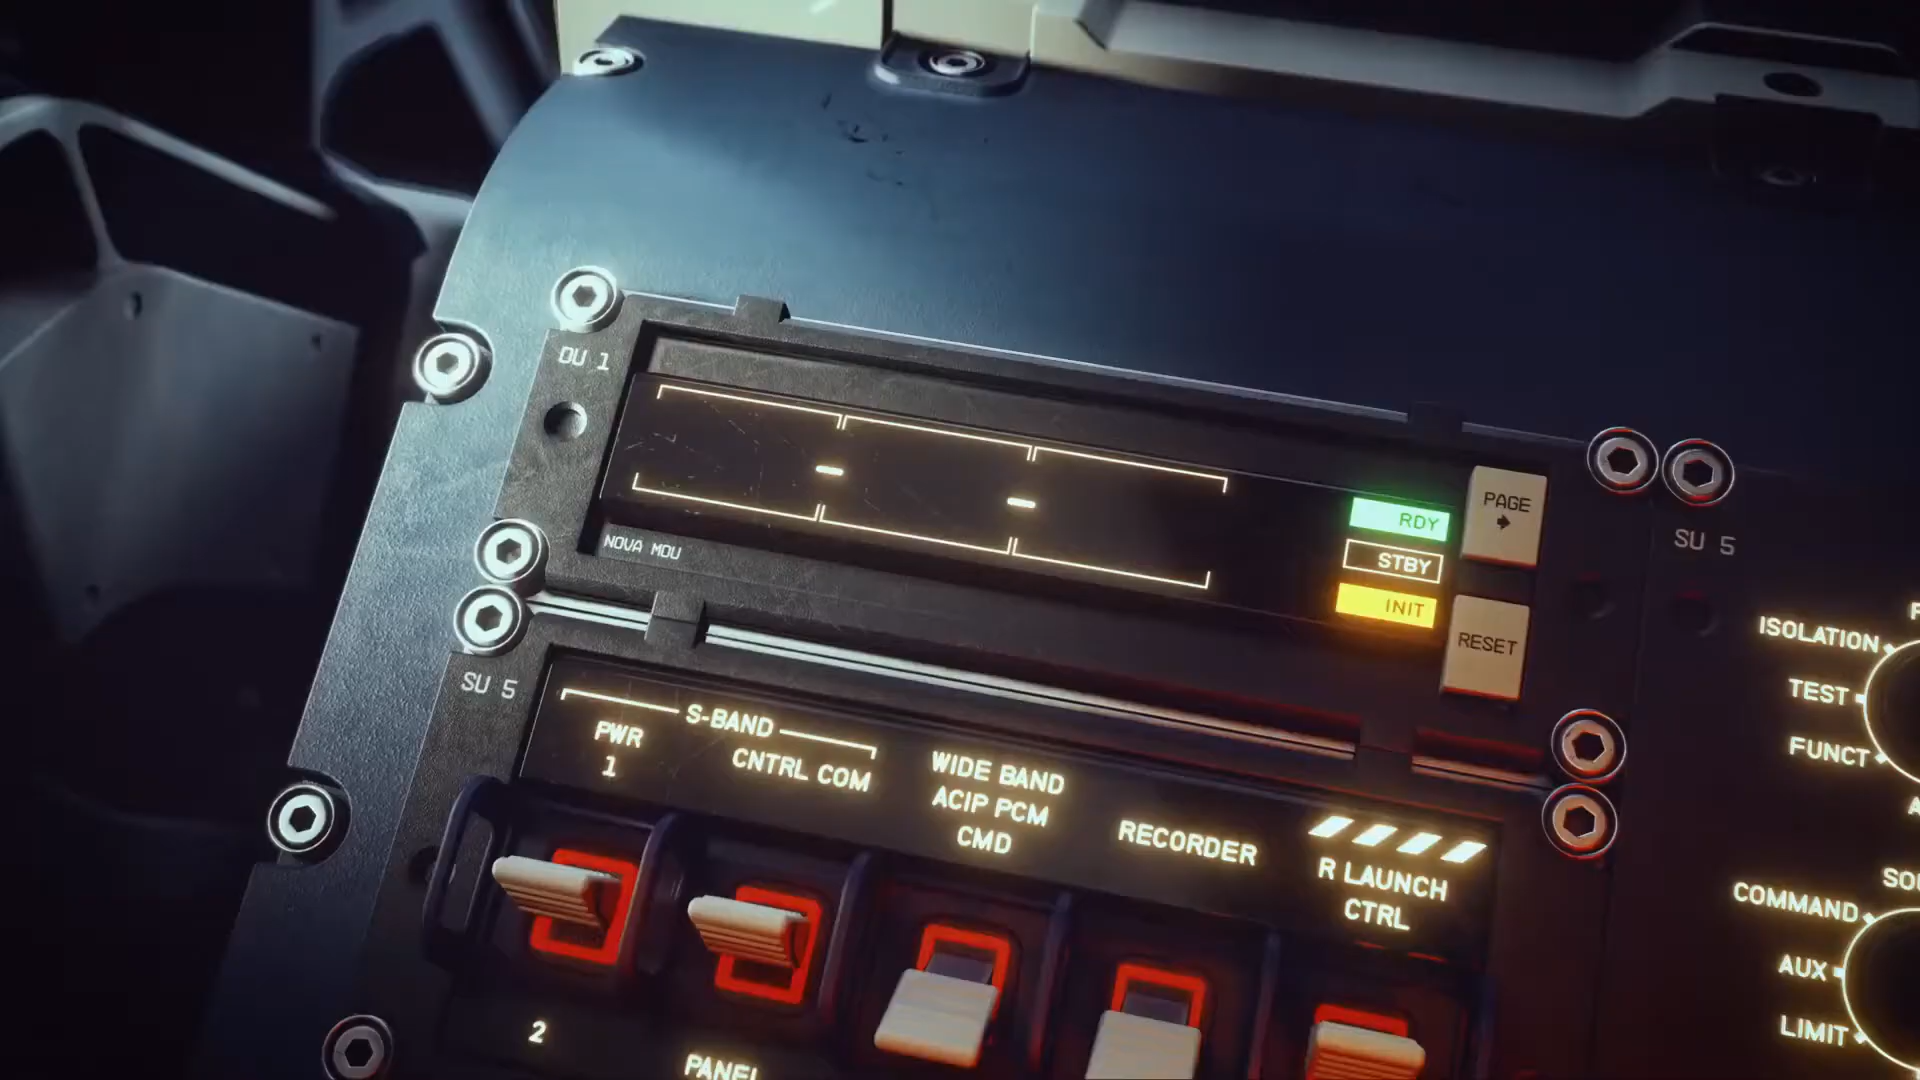 DU 1
RDY
STBY
INIT
PAGE
RESET
NOVA MDU
SU 5
SU 5
S-BAND
PWR
1
CNTRL COM
WIDE BAND
ACIP PCM
CMD
RECORDER
R LAUNCH
CTRL
2
PANEL
ISOLATION
TEST
FUNCT
COMMAND
AUX
LIMIT